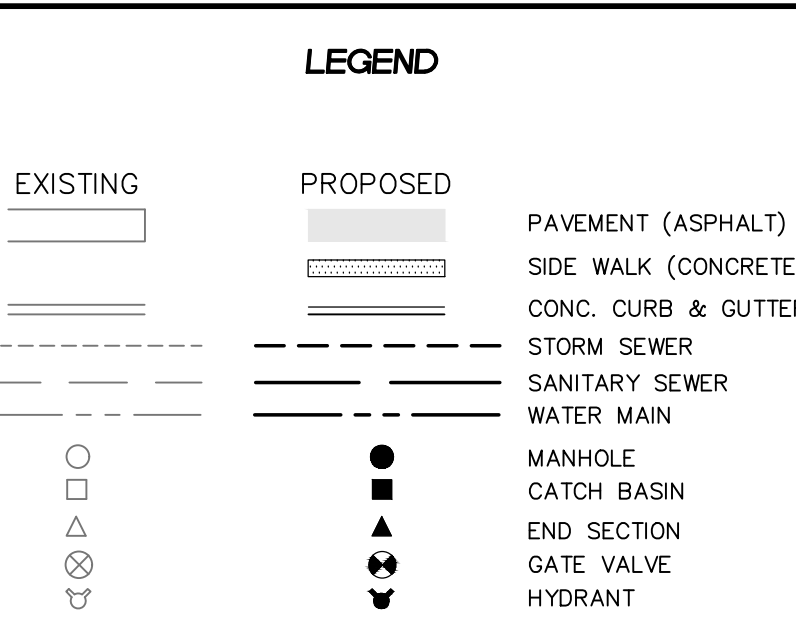 LEGEND
EXISTING PROPOSED
PAVEMENT (ASPHALT)
SIDE WALK (CONCRETE
CONC. CURB & GUTTER
STORM SEWER
SANITARY SEWER
WATER MAIN
MANHOLE
CATCH BASIN
END SECTION
GATE VALVE
HYDRANT